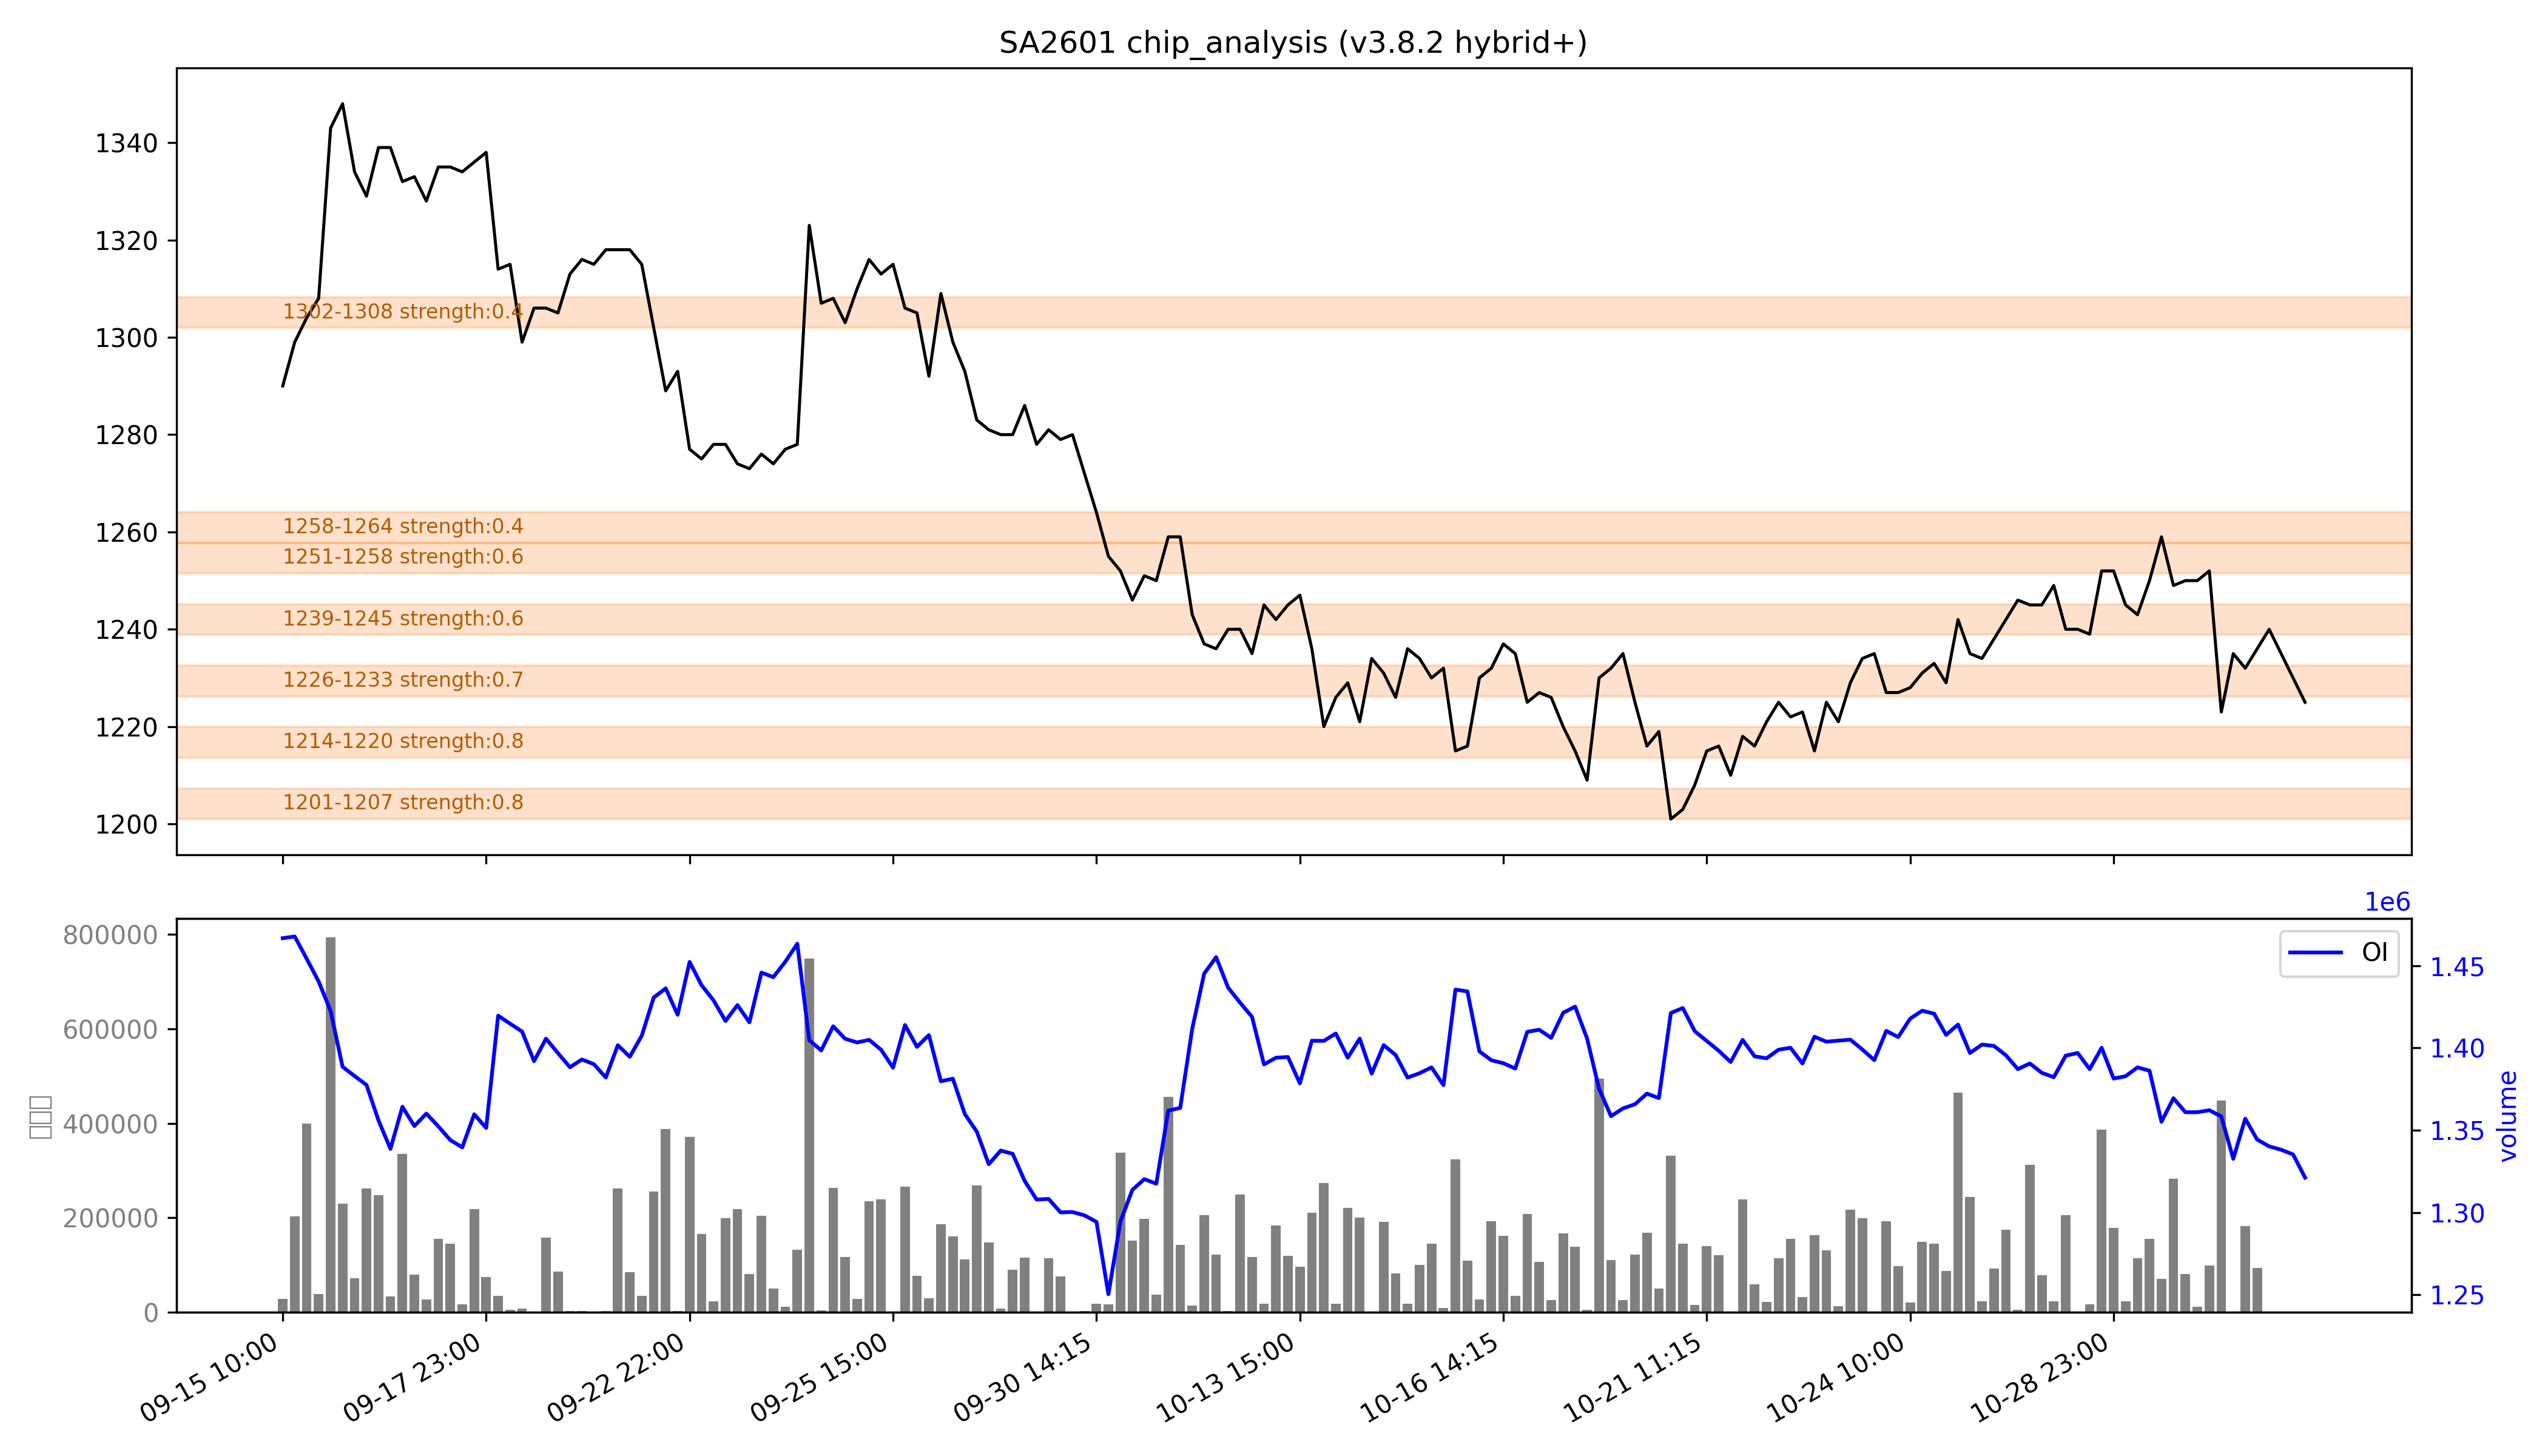 SA2601 chip_analysis (v3.8.2 hybrid+)
1340
1320
1300
1280
1260
1240
1220
1200
1302-1308 strength:0.4
1258-1264 strength:0.4
1251-1258 strength:0.6
1239-1245 strength:0.6
1226-1233 strength:0.7
1214-1220 strength:0.8
1201-1207 strength:0.8
1e6
800000
600000
400000
200000
0
OI
1.45
1.40
1.35
1.30
1.25
volume
09-15 10:00
09-17 23:00
09-22 22:00
09-25 15:00
09-30 14:15
10-13 15:00
10-16 14:15
10-21 11:15
10-24 10:00
10-28 23:00